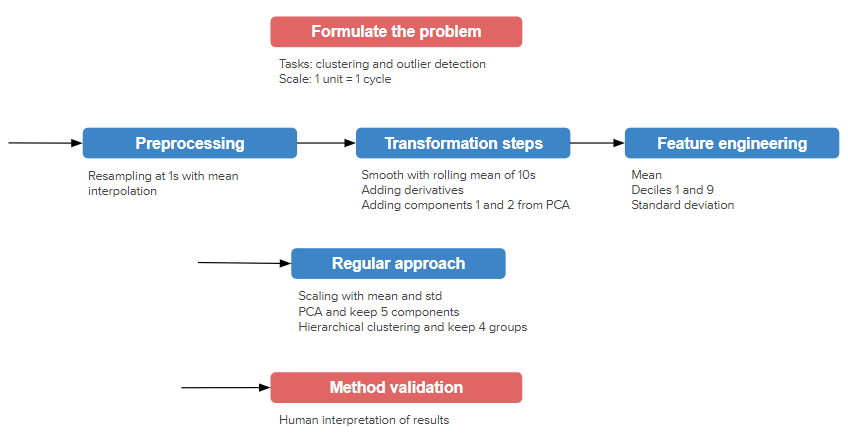 Formulate the problem
Tasks: clustering and outlier detection
Scale: 1 unit = 1 cycle
Preprocessing
Resampling at 1s with mean
interpolation
Transformation steps
Smooth with rolling mean of 10s
Adding derivatives
Adding components 1 and 2 from PCA
Feature engineering
Mean
Deciles 1 and 9
Standard deviation
Regular approach
Scaling with mean and std
PCA and keep 5 components
Hierarchical clustering and keep 4 groups
Method validation
Human interpretation of results